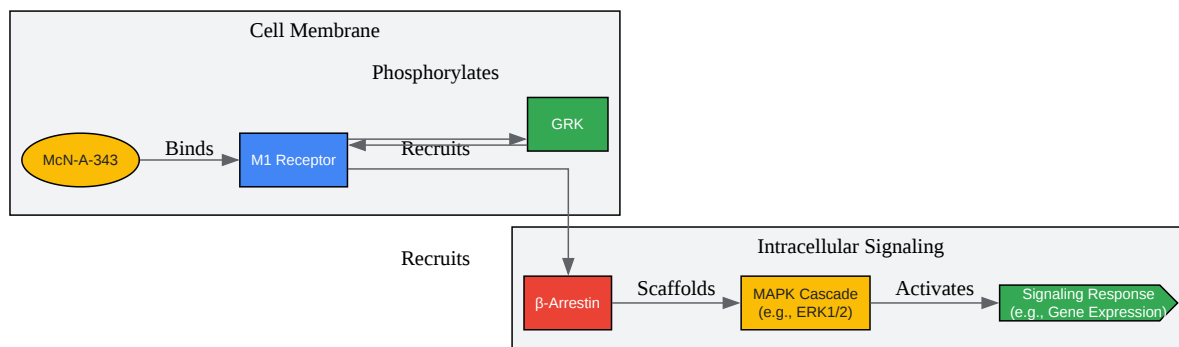 Cell Membrane
Phosphorylates
GRK
McN-A-343
Binds
M1 Receptor
Recruits
Recruits
Intracellular Signaling
β-Arrestin
Scaffolds
MAPK Cascade
(e.g., ERK1/2)
Activates
Signaling Response
(e.g., Gene Expression)